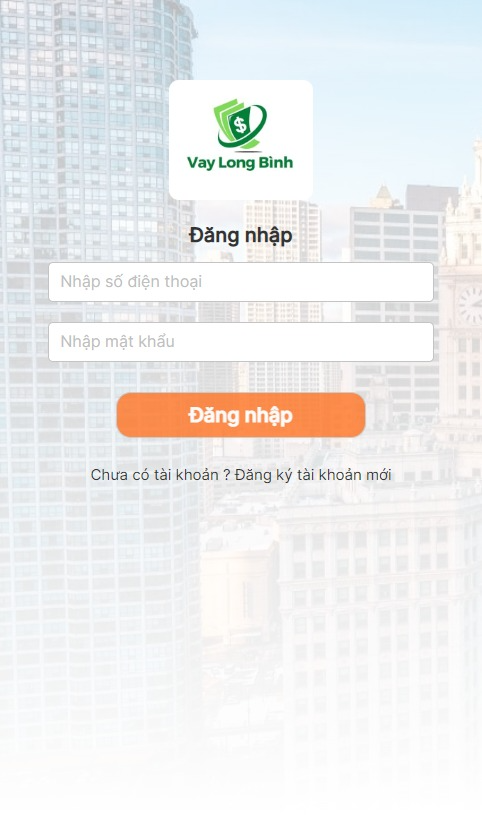 $
Vay Long Bình
Đăng nhập
Nhập số điện thoại
Nhập mật khẩu
Đăng nhập
Chưa có tài khoản ? Đăng ký tài khoản mới